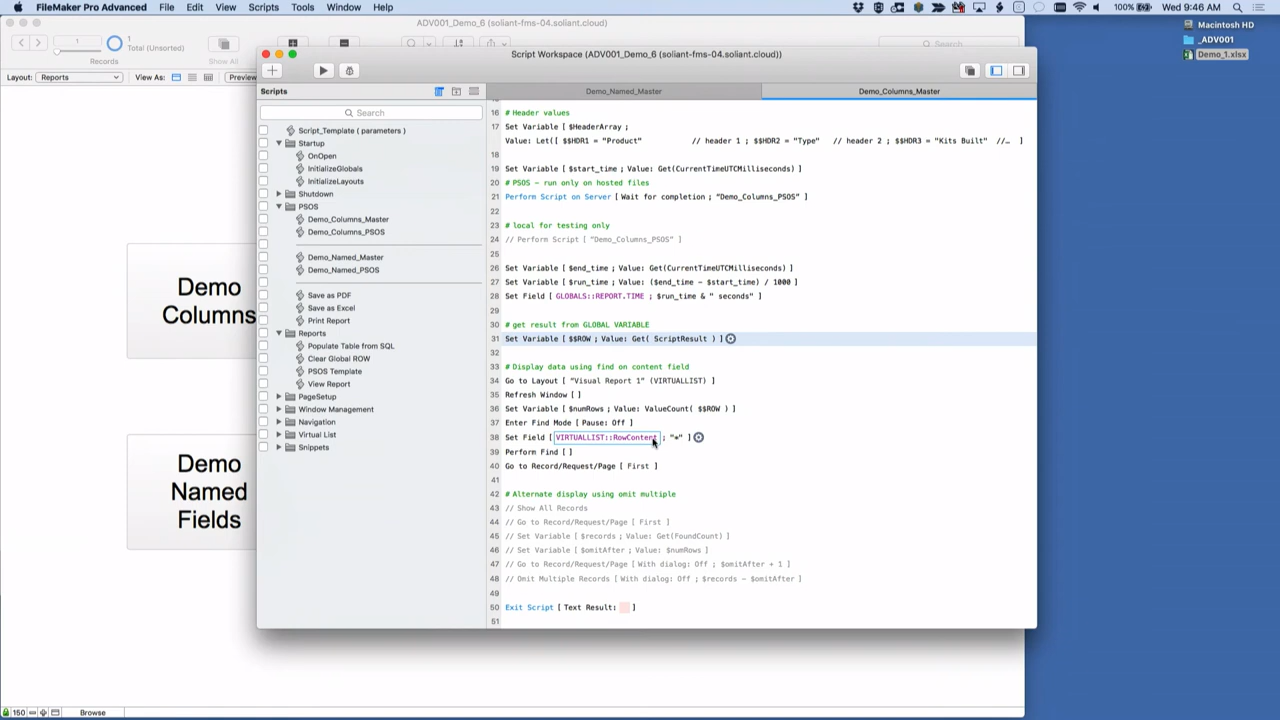 FileMaker Pro Advanced File Edit View Scripts Tools Window Help
100% Wed 9:46 AM
ADV001_Demo_6 (soliant-fms-04.soliant.cloud)
1
1
Total (Unsorted)
Records
Show All
Search
Layout: Reports View As: Preview
Macintosh HD
_ADV001
Demo_1.xlsx
Demo
Columns
Demo
Named
Fields
150
Browse
Script Workspace (ADV001_Demo_6 (soliant-fms-04.soliant.cloud))
Scripts
Demo_Named_Master
Demo_Columns_Master
Search
Script_Template ( parameters )
Startup
OnOpen
InitializeGlobals
InitializeLayouts
Shutdown
PSOS
Demo_Columns_Master
Demo_Columns_PSOS
Demo_Named_Master
Demo_Named_PSOS
Save as PDF
Save as Excel
Print Report
Reports
Populate Table from SQL
Clear Global ROW
PSOS Template
View Report
PageSetup
Window Management
Navigation
Virtual List
Snippets
16 # Header values
17 Set Variable [ $HeaderArray ;
Value: Let([ $$HDR1 = "Product" // header 1 ; $$HDR2 = "Type" // header 2 ; $$HDR3 = "Kits Built" //… ]
18
19 Set Variable [ $start_time ; Value: Get(CurrentTimeUTCMilliseconds) ]
20 # PSOS – run only on hosted files
21 Perform Script on Server [ Wait for completion ; “Demo_Columns_PSOS” ]
22
23 # local for testing only
24 // Perform Script [ “Demo_Columns_PSOS” ]
25
26 Set Variable [ $end_time ; Value: Get(CurrentTimeUTCMilliseconds) ]
27 Set Variable [ $run_time ; Value: ($end_time - $start_time) / 1000 ]
28 Set Field [ GLOBALS::REPORT.TIME ; $run_time & " seconds" ]
29
30 # get result from GLOBAL VARIABLE
31 Set Variable [ $$ROW ; Value: Get( ScriptResult ) ]
32
33 # Display data using find on content field
34 Go to Layout [ “Visual Report 1” (VIRTUALLIST) ]
35 Refresh Window [ ]
36 Set Variable [ $numRows ; Value: ValueCount( $$ROW ) ]
37 Enter Find Mode [ Pause: Off ]
38 Set Field [ VIRTUALLIST::RowContent ; "*" ]
39 Perform Find [ ]
40 Go to Record/Request/Page [ First ]
41
42 # Alternate display using omit multiple
43 // Show All Records
44 // Go to Record/Request/Page [ First ]
45 // Set Variable [ $records ; Value: Get(FoundCount) ]
46 // Set Variable [ $omitAfter ; Value: $numRows ]
47 // Go to Record/Request/Page [ With dialog: Off ; $omitAfter + 1 ]
48 // Omit Multiple Records [ With dialog: Off ; $records - $omitAfter ]
49
50 Exit Script [ Text Result: ]
51